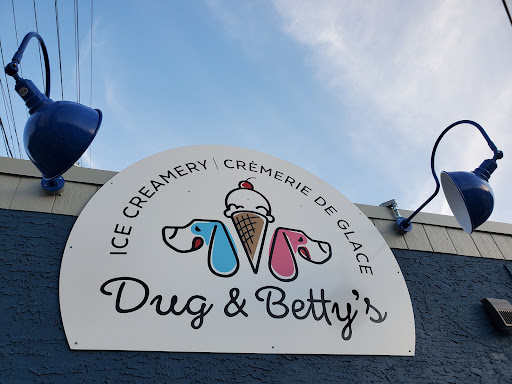 ICE CREAMERY | CRÈMERIE DE GLACE
Dug & Betty's